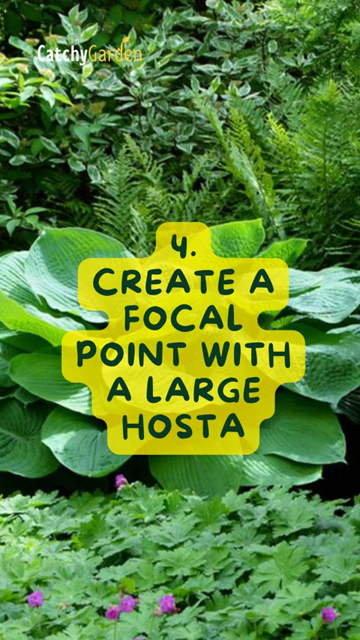 CatchyGarden
4.
CREATE A
FOCAL
POINT WITH
A LARGE
HOSTA